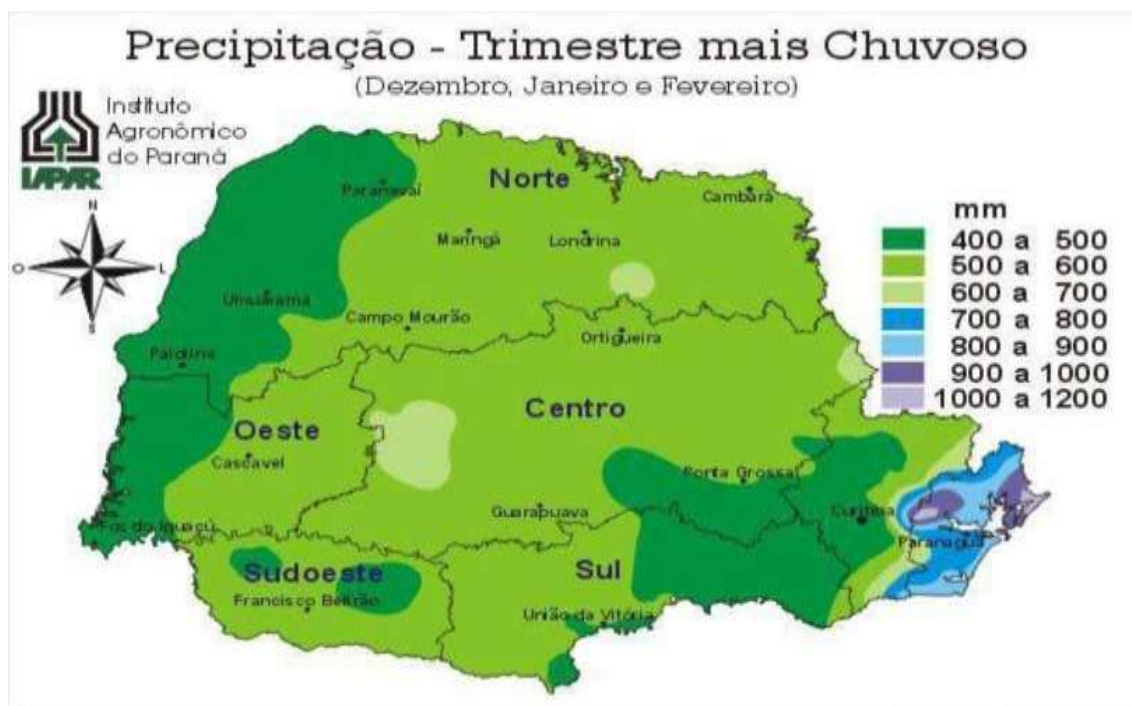 Precipitação - Trimestre mais Chuvoso
(Dezembro, Janeiro e Fevereiro)
Instituto
Agronômico
do Paraná
IAPAR
N
O
L
S
Norte
Paranavaí
Cambará
Maringá
Londrina
Umuarama
Campo Mourão
Ortigueira
Palotina
Centro
Oeste
Cascavel
Ponta Grossa
Guarapuava
Curitiba
Foz do Iguaçú
Paranaguá
Sudoeste
Sul
Francisco Beltrão
União da Vitória
mm
400 a 500
500 a 600
600 a 700
700 a 800
800 a 900
900 a 1000
1000 a 1200